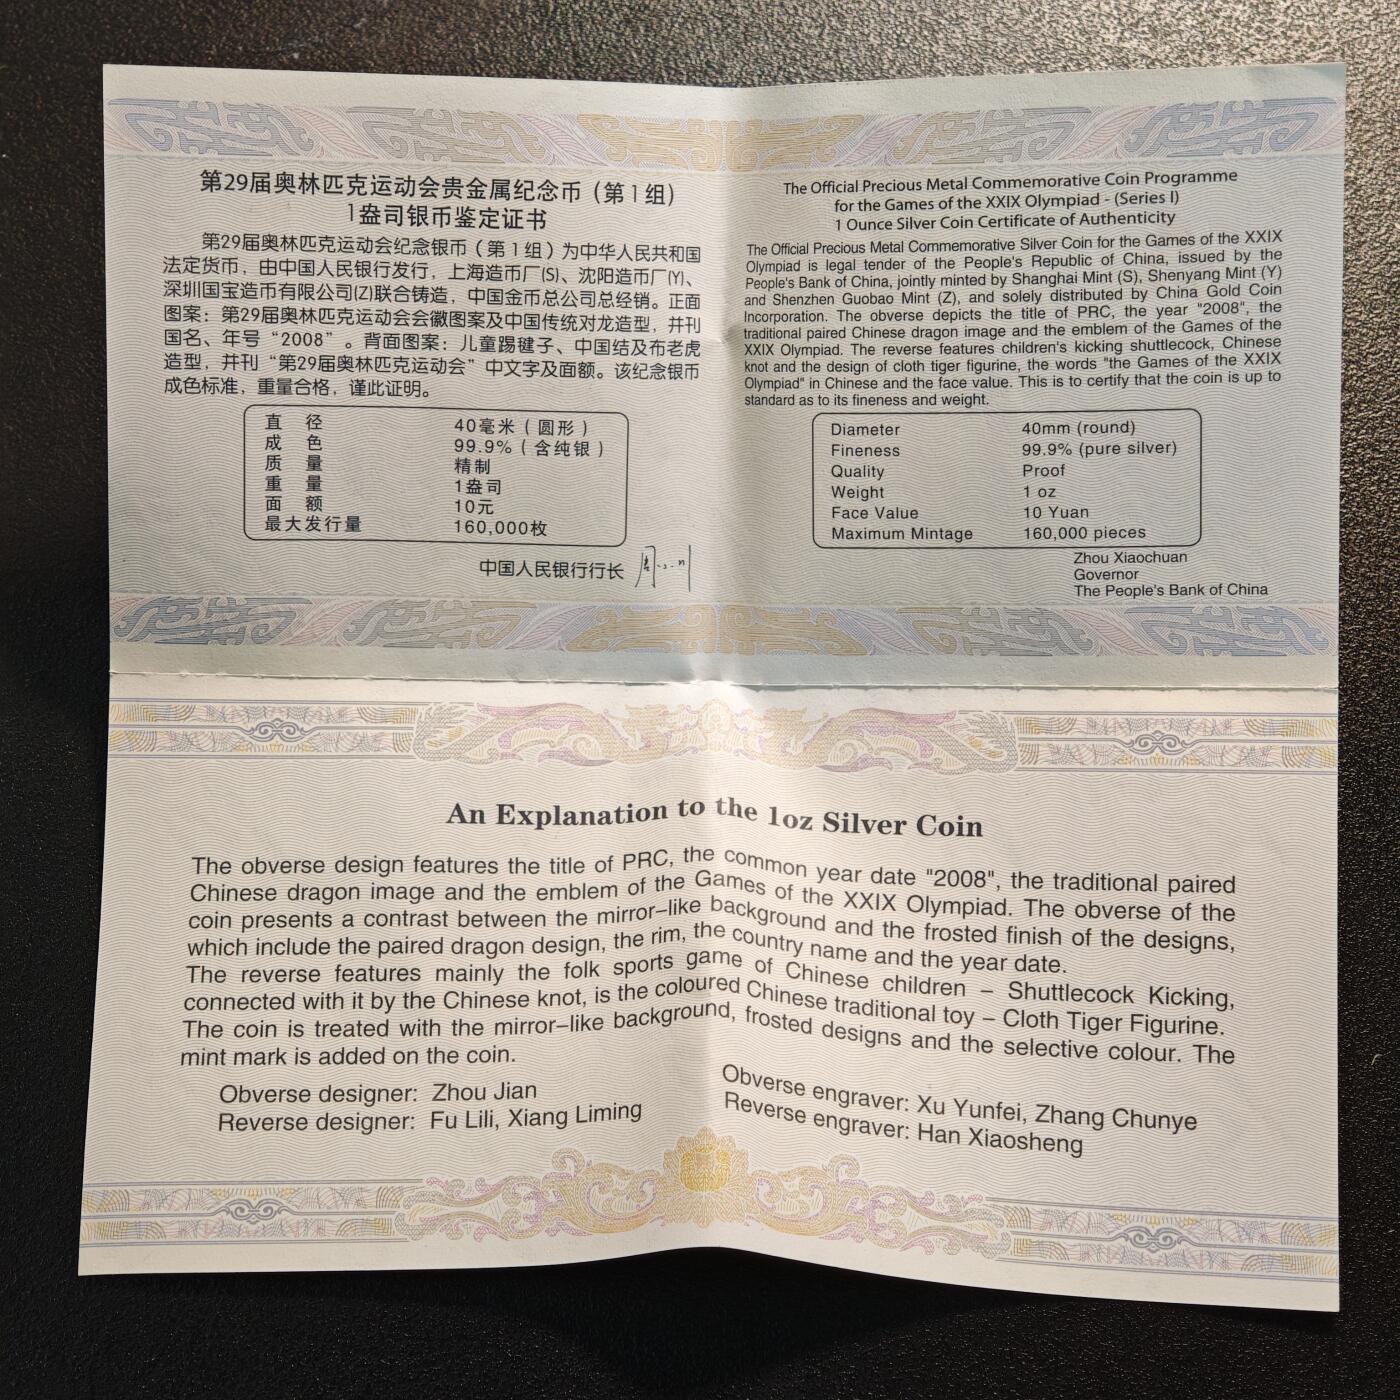 第29届奥林匹克运动会贵金属纪念币（第1组）
1盎司银币鉴定证书
第29届奥林匹克运动会纪念银币（第1组）为中华人民共和国
法定货币，由中国人民银行发行，上海造币厂(S)、沈阳造币厂(Y)、
深圳国宝造币有限公司(Z)联合铸造，中国金币总公司总经销。正面
图案：第29届奥林匹克运动会会徽图案及中国传统对龙造型，并刊
国名、年号“2008”。背面图案：儿童踢毽子、中国结及布老虎
造型，并刊“第29届奥林匹克运动会”中文字及面额。该纪念银币
成色标准，重量合格，谨此证明。
直 径 40毫米（圆形）
成 色 99.9%（含纯银）
质 量 精制
重 量 1盎司
面 额 10元
最大发行量 160,000枚
中国人民银行行长
The Official Precious Metal Commemorative Coin Programme
for the Games of the XXIX Olympiad - (Series I)
1 Ounce Silver Coin Certificate of Authenticity
The Official Precious Metal Commemorative Silver Coin for the Games of the XXIX
Olympiad is legal tender of the People's Republic of China, issued by the
People's Bank of China, jointly minted by Shanghai Mint (S), Shenyang Mint (Y)
and Shenzhen Guobao Mint (Z), and solely distributed by China Gold Coin
Incorporation. The obverse depicts the title of PRC, the year "2008", the
traditional paired Chinese dragon image and the emblem of the Games of the
XXIX Olympiad. The reverse features children's kicking shuttlecock, Chinese
knot and the design of cloth tiger figurine, the words "the Games of the XXIX
Olympiad" in Chinese and the face value. This is to certify that the coin is up to
standard as to its fineness and weight.
Diameter 40mm (round)
Fineness 99.9% (pure silver)
Quality Proof
Weight 1 oz
Face Value 10 Yuan
Maximum Mintage 160,000 pieces
Zhou Xiaochuan
Governor
The People's Bank of China
An Explanation to the 1oz Silver Coin
The obverse design features the title of PRC, the common year date "2008", the traditional paired
Chinese dragon image and the emblem of the Games of the XXIX Olympiad. The obverse of the
coin presents a contrast between the mirror–like background and the frosted finish of the designs,
which include the paired dragon design, the rim, the country name and the year date.
The reverse features mainly the folk sports game of Chinese children – Shuttlecock Kicking,
connected with it by the Chinese knot, is the coloured Chinese traditional toy – Cloth Tiger Figurine.
The coin is treated with the mirror–like background, frosted designs and the selective colour. The
mint mark is added on the coin.
Obverse designer: Zhou Jian
Reverse designer: Fu Lili, Xiang Liming
Obverse engraver: Xu Yunfei, Zhang Chunye
Reverse engraver: Han Xiaosheng